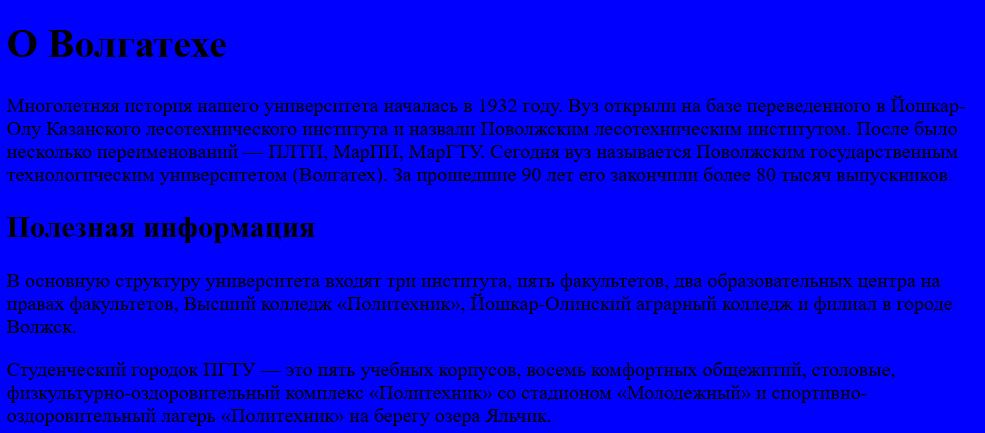 О Волгатехе
Многолетняя история нашего университета началась в 1932 году. Вуз открыли на базе переведенного в Йошкар-
Олу Казанского лесотехнического института и назвали Поволжским лесотехническим институтом. После было
несколько переименований — ПЛТИ, МарПИ, МарГТУ. Сегодня вуз называется Поволжским государственным
технологическим университетом (Волгатех). За прошедшие 90 лет его закончили более 80 тысяч выпускников.
Полезная информация
В основную структуру университета входят три института, пять факультетов, два образовательных центра на
правах факультетов, Высший колледж «Политехник», Йошкар-Олинский аграрный колледж и филиал в городе
Волжск.
Студенческий городок ПГТУ — это пять учебных корпусов, восемь комфортных общежитий, столовые,
физкультурно-оздоровительный комплекс «Политехник» со стадионом «Молодежный» и спортивно-
оздоровительный лагерь «Политехник» на берегу озера Яльчик.